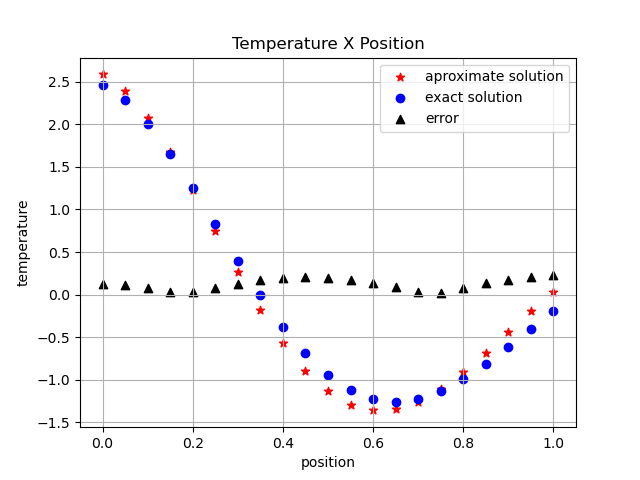 Temperature X Position
aproximate solution
exact solution
error
temperature
2.5
2.0
1.5
1.0
0.5
0.0
−0.5
−1.0
−1.5
0.0 0.2 0.4 0.6 0.8 1.0
position